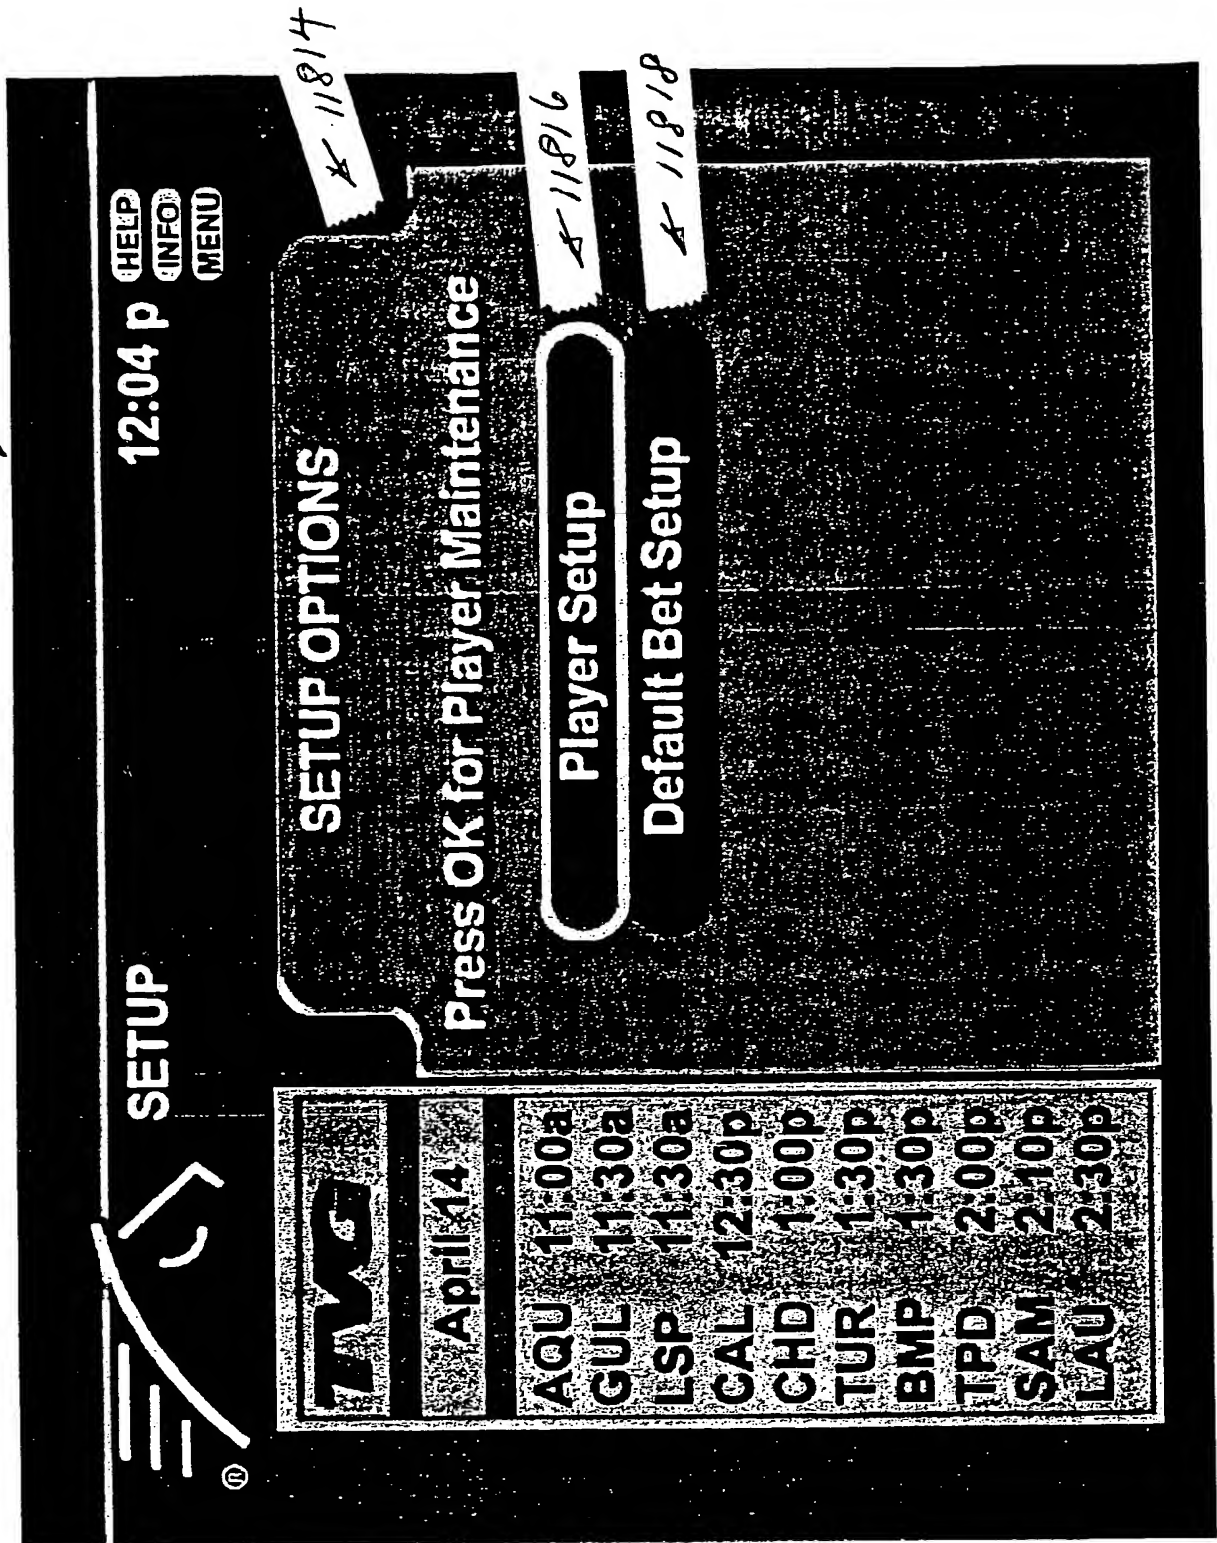 SETUP
12:04 p
HELP
INFO
MENU
®
TVG
April 14
AQU 11:00a
GUL 11:30a
LSP 11:30a
CAL 12:30p
CHD 1:00p
TUR 1:30p
BMP 1:30p
TPD 2:00p
SAM 2:10p
LAU 2:30p
SETUP OPTIONS
11814
Press OK for Player Maintenance
Player Setup
11816
Default Bet Setup
11818